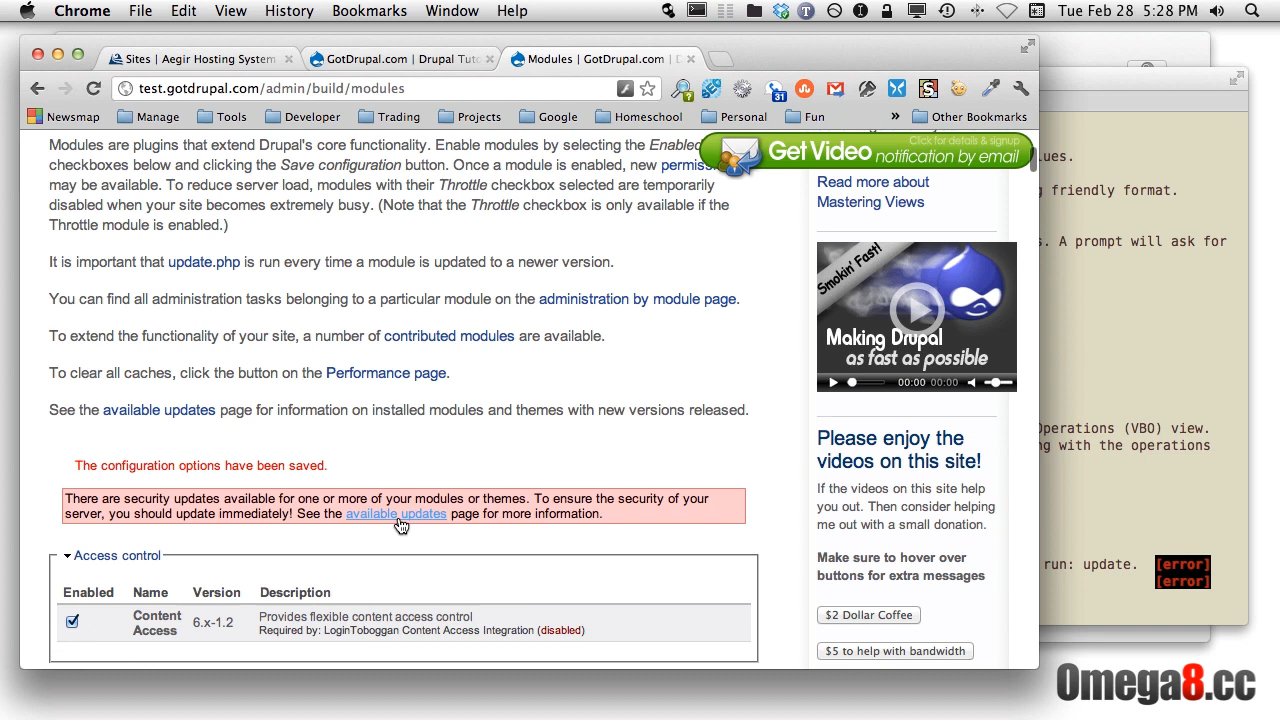 Chrome File Edit View History Bookmarks Window Help Tue Feb 28 5:28 PM
Sites | Aegir Hosting System
GotDrupal.com | Drupal Tut
Modules | GotDrupal.com | D
test.gotdrupal.com/admin/build/modules
31
Newsmap Manage Tools Developer Trading Projects Google Homeschool Personal Fun » Other Bookmarks
Modules are plugins that extend Drupal's core functionality. Enable modules by selecting the Enabled
checkboxes below and clicking the Save configuration button. Once a module is enabled, new
may be available. To reduce server load, modules with their Throttle checkbox selected are temporarily
disabled when your site becomes extremely busy. (Note that the Throttle checkbox is only available if the
Throttle module is enabled.)
It is important that update.php is run every time a module is updated to a newer version.
You can find all administration tasks belonging to a particular module on the administration by module page.
To extend the functionality of your site, a number of contributed modules are available.
To clear all caches, click the button on the Performance page.
See the available updates page for information on installed modules and themes with new versions released.
The configuration options have been saved.
There are security updates available for one or more of your modules or themes. To ensure the security of your
server, you should update immediately! See the available updates page for more information.
Access control
Enabled Name Version Description
Content
Access
6.x-1.2
Provides flexible content access control
Required by: LoginToboggan Content Access Integration (disabled)
Click for details & signup
Get Video notification by email
Read more about
Mastering Views
Smokin' Fast!
Making Drupal
as fast as possible
00:00 00:00
Please enjoy the
videos on this site!
If the videos on this site help
you out. Then consider helping
me out with a small donation.
Make sure to hover over
buttons for extra messages
$2 Dollar Coffee
$5 to help with bandwidth
lues.
g friendly format.
s. A prompt will ask for
Operations (VBO) view.
ng with the operations
run: update. [error]
[error]
Omega8.cc